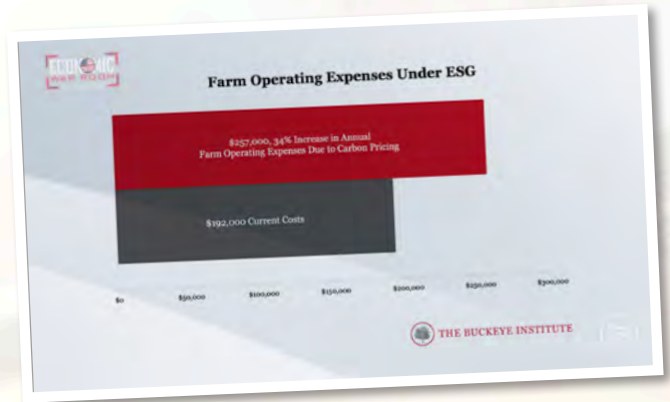 ECONOMIC
WAR ROOM
Farm Operating Expenses Under ESG
$257,000, 34% Increase in Annual
Farm Operating Expenses Due to Carbon Pricing
$192,000 Current Costs
$0 $50,000 $100,000 $150,000 $200,000 $250,000 $300,000
THE BUCKEYE INSTITUTE